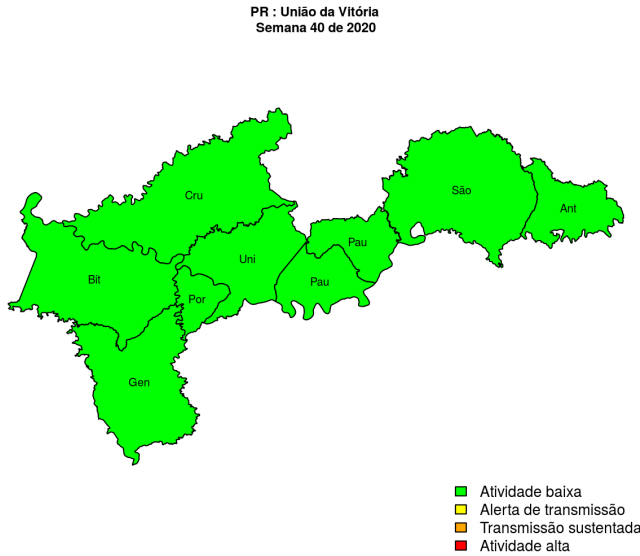 PR : União da Vitória
Semana 40 de 2020
Cru
São
Ant
Pau
Uni
Bit
Pau
Por
Gen
Atividade baixa
Alerta de transmissão
Transmissão sustentada
Atividade alta